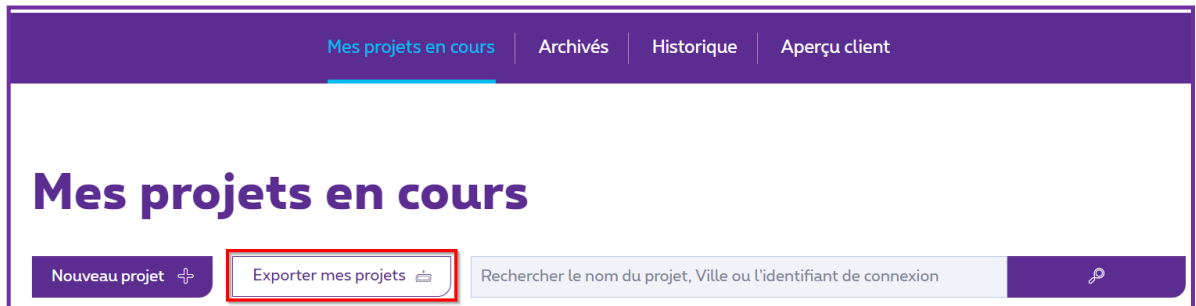 Mes projets en cours Archivés Historique Aperçu client
Mes projets en cours
Nouveau projet Exporter mes projets Rechercher le nom du projet, Ville ou l'identifiant de connexion